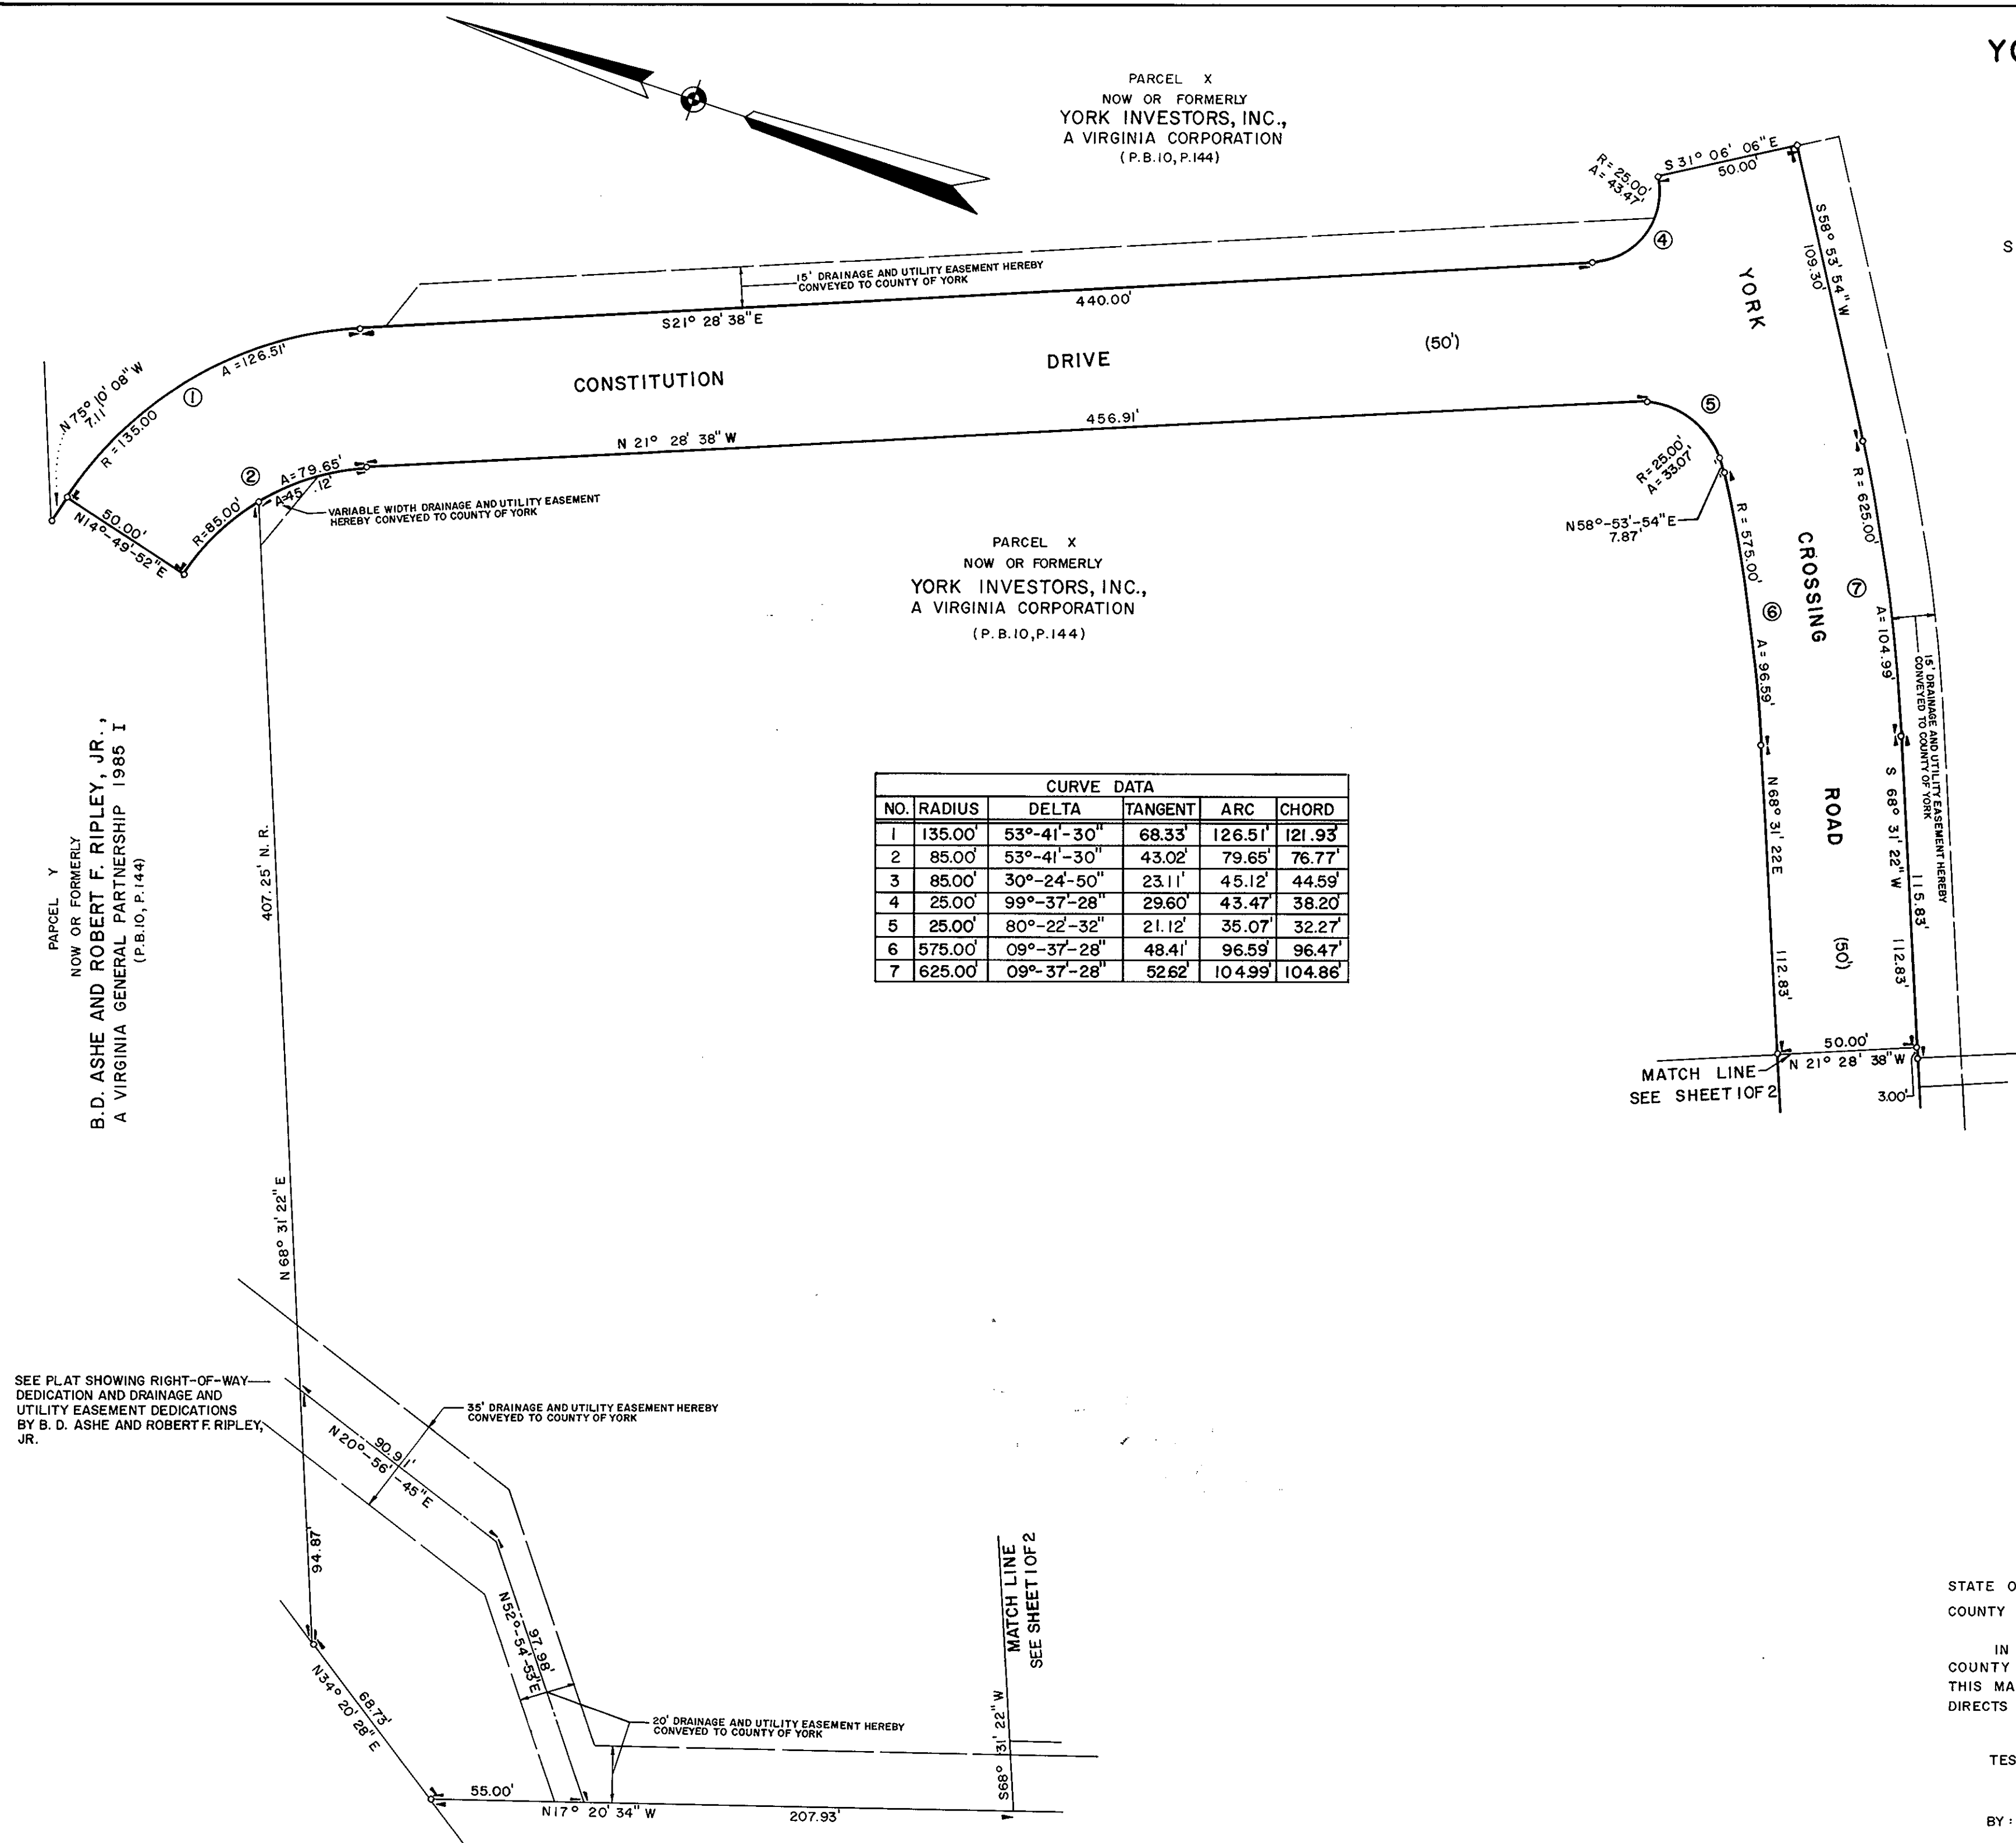 YO
PARCEL X
NOW OR FORMERLY
YORK INVESTORS, INC.,
A VIRGINIA CORPORATION
(P.B.10, P.144)
S 31° 06' 06" E
50.00'
R= 25.00'
A= 43.47'
④
S
S 58° 53' 54" W
109.30'
15' DRAINAGE AND UTILITY EASEMENT HEREBY
CONVEYED TO COUNTY OF YORK
440.00'
S21° 28' 38" E
YORK
(50')
DRIVE
CONSTITUTION
A =126.51'
①
R =135.00
N 75° 10' 08" W
7.11'
456.91'
N 21° 28' 38" W
⑤
R=25.00'
A= 33.07'
②
A=79.65'
A=45.12'
R=85.00'
50.00'
N14°-49'-52"E
VARIABLE WIDTH DRAINAGE AND UTILITY EASEMENT
HEREBY CONVEYED TO COUNTY OF YORK
N58°-53'-54"E
7.87'
R = 575.00'
R = 625.00'
CROSSING
⑦
⑥
A= 104.99'
A= 96.59'
PARCEL X
NOW OR FORMERLY
YORK INVESTORS, INC.,
A VIRGINIA CORPORATION
(P.B.10,P.144)
15' DRAINAGE AND UTILITY EASEMENT HEREBY
CONVEYED TO COUNTY OF YORK
PAPCEL Y
NOW OR FORMERLY
B.D. ASHE AND ROBERT F. RIPLEY, JR.,
A VIRGINIA GENERAL PARTNERSHIP 1985 I
(P.B.10, P.144)
407.25' N. R.
CURVE DATA
NO. RADIUS DELTA TANGENT ARC CHORD
1 135.00' 53°-41'-30" 68.33' 126.51' 121.93'
2 85.00' 53°-41'-30" 43.02' 79.65' 76.77'
3 85.00' 30°-24'-50" 23.11' 45.12' 44.59'
4 25.00' 99°-37'-28" 29.60' 43.47' 38.20'
5 25.00' 80°-22'-32" 21.12' 35.07' 32.27'
6 575.00' 09°-37'-28" 48.41' 96.59' 96.47'
7 625.00' 09°-37'-28" 52.62' 104.99' 104.86'
N 68° 31' 22E
112.83'
ROAD
(50')
S 68° 31' 22" W
112.83'
115.83'
50.00'
N 21° 28' 38" W
MATCH LINE
SEE SHEET 1 OF 2
3.00'
N 68° 31' 22" E
SEE PLAT SHOWING RIGHT-OF-WAY
DEDICATION AND DRAINAGE AND
UTILITY EASEMENT DEDICATIONS
BY B. D. ASHE AND ROBERT F. RIPLEY,
JR.
35' DRAINAGE AND UTILITY EASEMENT HEREBY
CONVEYED TO COUNTY OF YORK
90.91'
N 20°-56'-45" E
94.87'
97.98'
N52°-54'-53"E
68.73'
N34° 20' 28" E
20' DRAINAGE AND UTILITY EASEMENT HEREBY
CONVEYED TO COUNTY OF YORK
MATCH LINE
SEE SHEET 1 OF 2
S68° 31' 22" W
55.00'
N17° 20' 34" W
207.93'
STATE O
COUNTY
IN
COUNTY
THIS MA
DIRECTS
TES
BY :